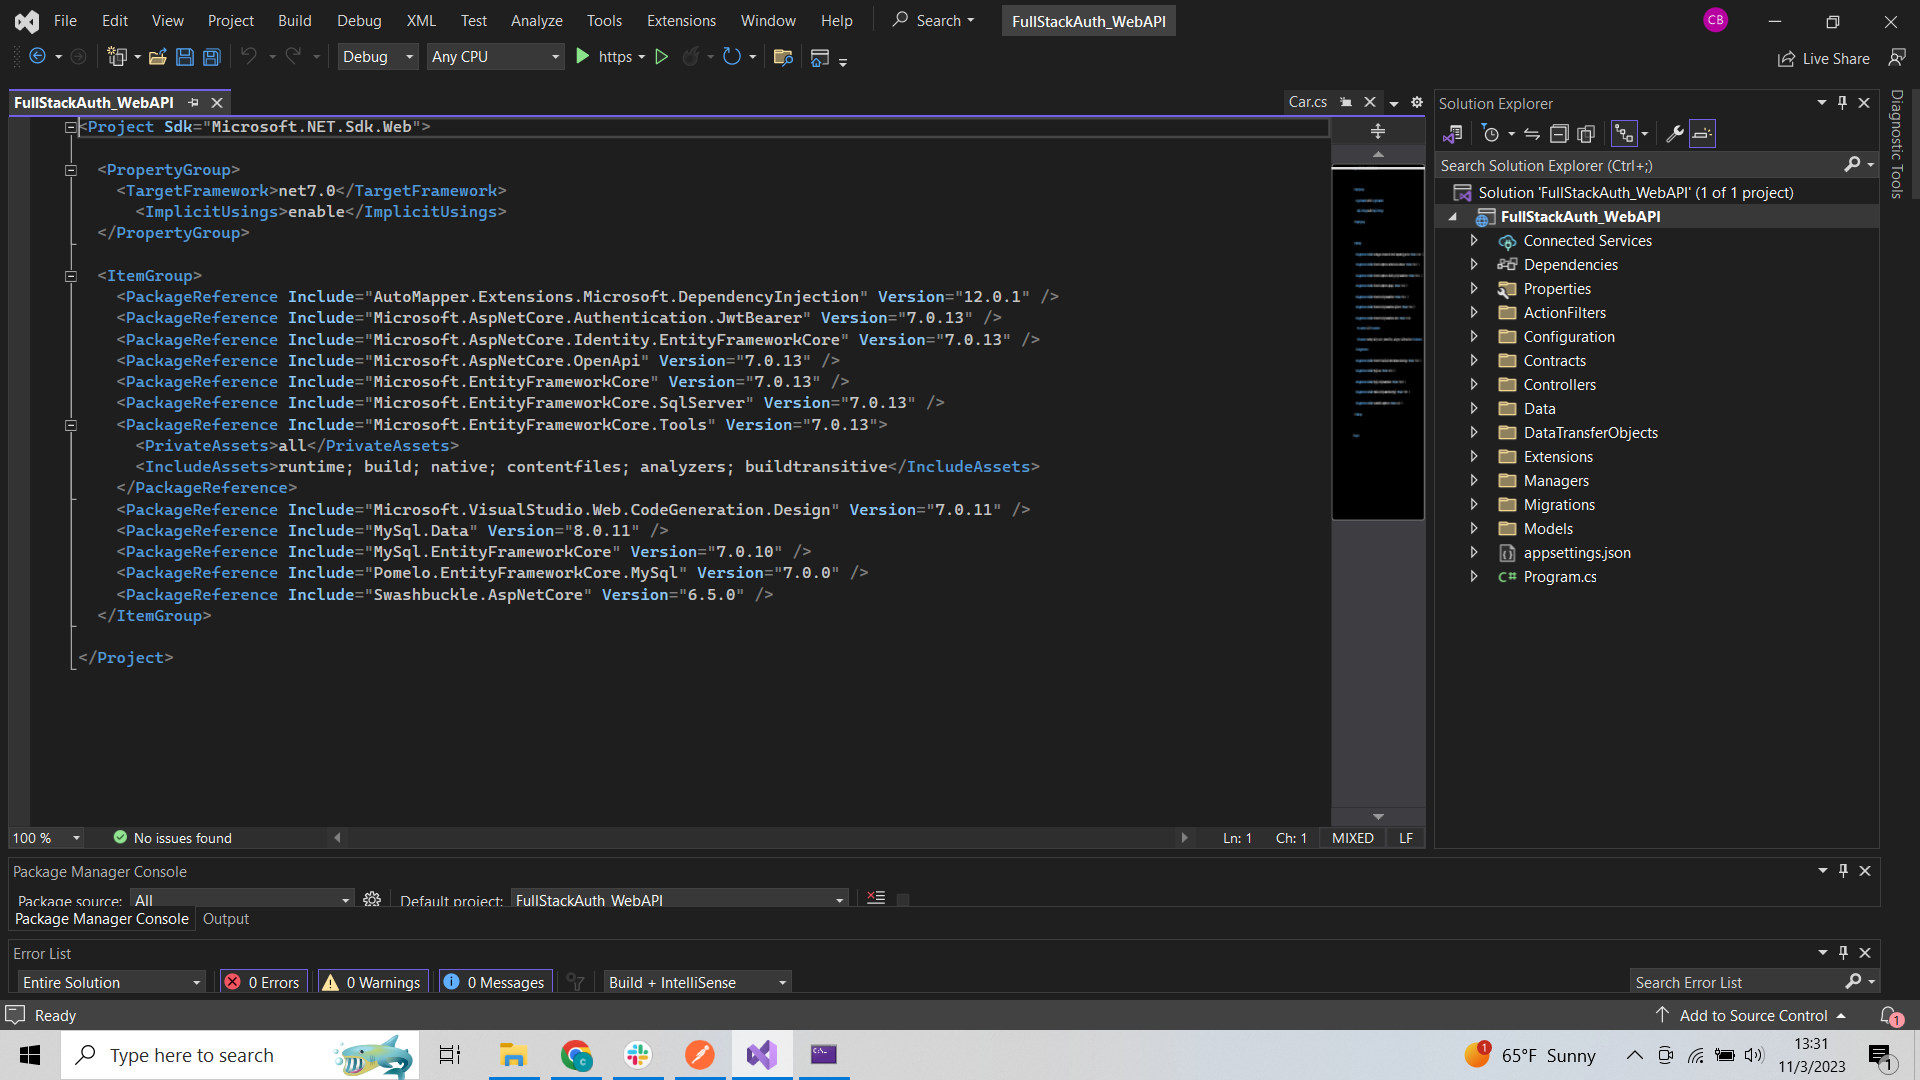 File Edit View Project Build Debug XML Test Analyze Tools Extensions Window Help Search FullStackAuth_WebAPI CB
Debug Any CPU https Live Share
FullStackAuth_WebAPI Car.cs
<Project Sdk="Microsoft.NET.Sdk.Web">
<PropertyGroup>
<TargetFramework>net7.0</TargetFramework>
<ImplicitUsings>enable</ImplicitUsings>
</PropertyGroup>
<ItemGroup>
<PackageReference Include="AutoMapper.Extensions.Microsoft.DependencyInjection" Version="12.0.1" />
<PackageReference Include="Microsoft.AspNetCore.Authentication.JwtBearer" Version="7.0.13" />
<PackageReference Include="Microsoft.AspNetCore.Identity.EntityFrameworkCore" Version="7.0.13" />
<PackageReference Include="Microsoft.AspNetCore.OpenApi" Version="7.0.13" />
<PackageReference Include="Microsoft.EntityFrameworkCore" Version="7.0.13" />
<PackageReference Include="Microsoft.EntityFrameworkCore.SqlServer" Version="7.0.13" />
<PackageReference Include="Microsoft.EntityFrameworkCore.Tools" Version="7.0.13">
<PrivateAssets>all</PrivateAssets>
<IncludeAssets>runtime; build; native; contentfiles; analyzers; buildtransitive</IncludeAssets>
</PackageReference>
<PackageReference Include="Microsoft.VisualStudio.Web.CodeGeneration.Design" Version="7.0.11" />
<PackageReference Include="MySql.Data" Version="8.0.11" />
<PackageReference Include="MySql.EntityFrameworkCore" Version="7.0.10" />
<PackageReference Include="Pomelo.EntityFrameworkCore.MySql" Version="7.0.0" />
<PackageReference Include="Swashbuckle.AspNetCore" Version="6.5.0" />
</ItemGroup>
</Project>
100 % No issues found Ln: 1 Ch: 1 MIXED LF
Solution Explorer
Search Solution Explorer (Ctrl+;)
Solution 'FullStackAuth_WebAPI' (1 of 1 project)
FullStackAuth_WebAPI
Connected Services
Dependencies
Properties
ActionFilters
Configuration
Contracts
Controllers
Data
DataTransferObjects
Extensions
Managers
Migrations
Models
appsettings.json
C# Program.cs
Diagnostic Tools
Package Manager Console
Package source: All Default project: FullStackAuth_WebAPI
Package Manager Console Output
Error List
Entire Solution 0 Errors 0 Warnings 0 Messages Build + IntelliSense Search Error List
Ready Add to Source Control 1
Type here to search 1 65°F Sunny 13:31
11/3/2023 1